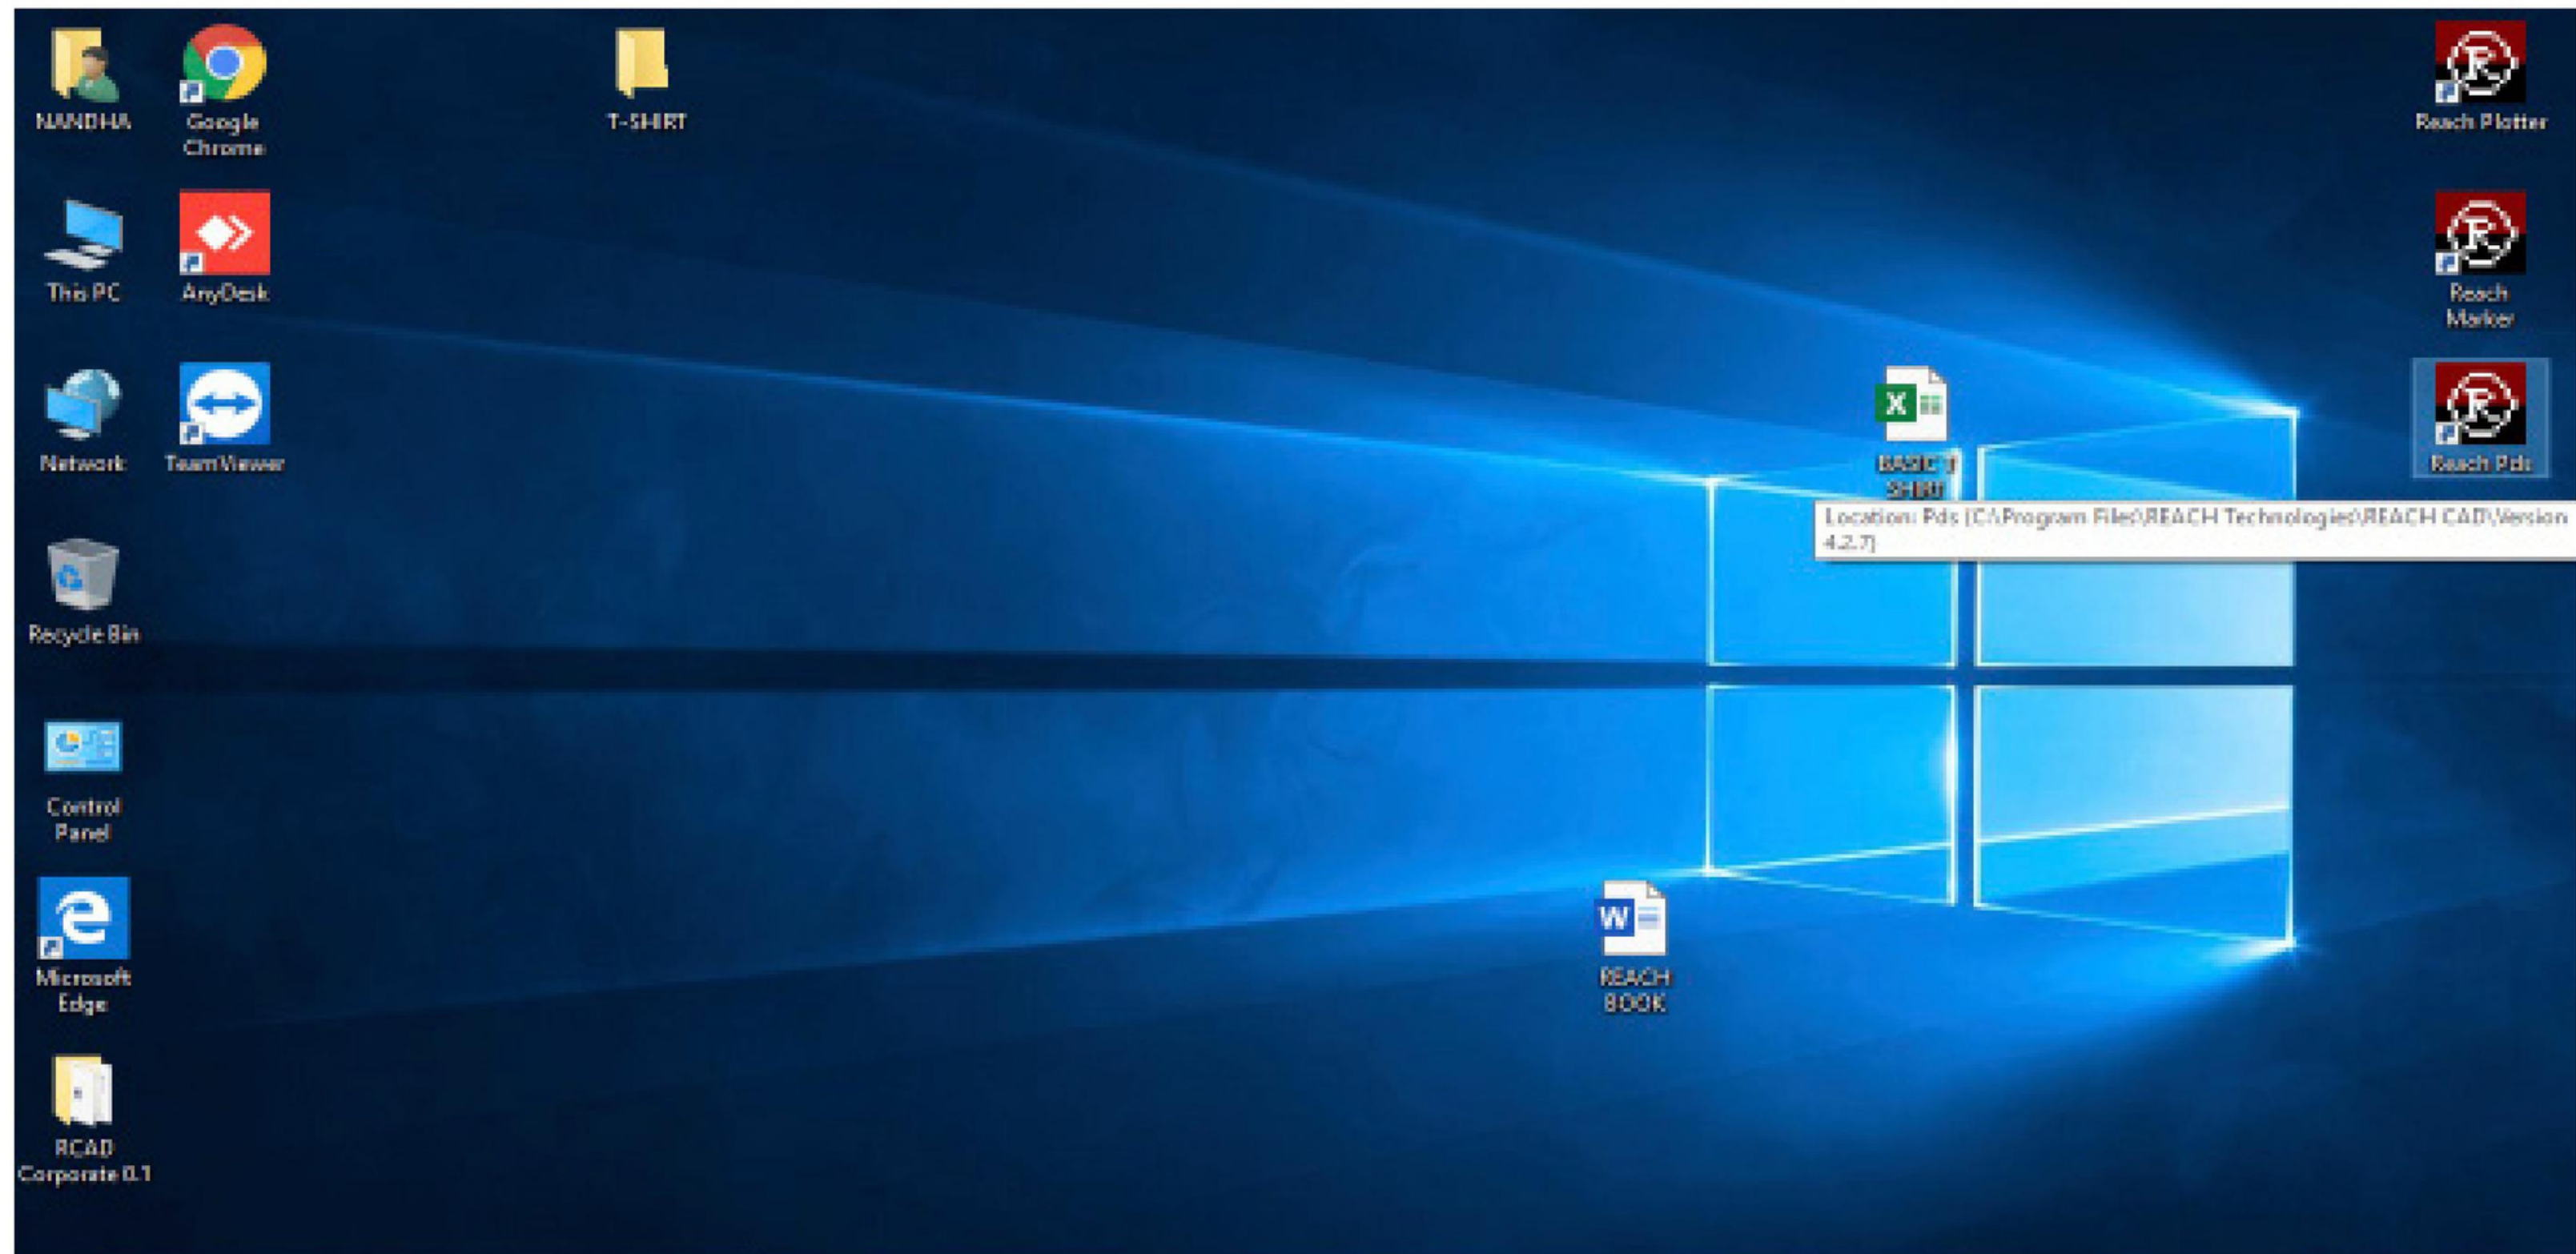 NANDHA
Google
Chrome
T-SHIRT
Reach Plotter
This PC
AnyDesk
Reach
Marker
Network
TeamViewer
BASIC T
SHIRT
Reach Pds
Location: Pds (C:\Program Files\REACH Technologies\REACH CAD\Version
4.2.7)
Recycle Bin
Control
Panel
Microsoft
Edge
REACH
BOOK
RCAD
Corporate 0.1